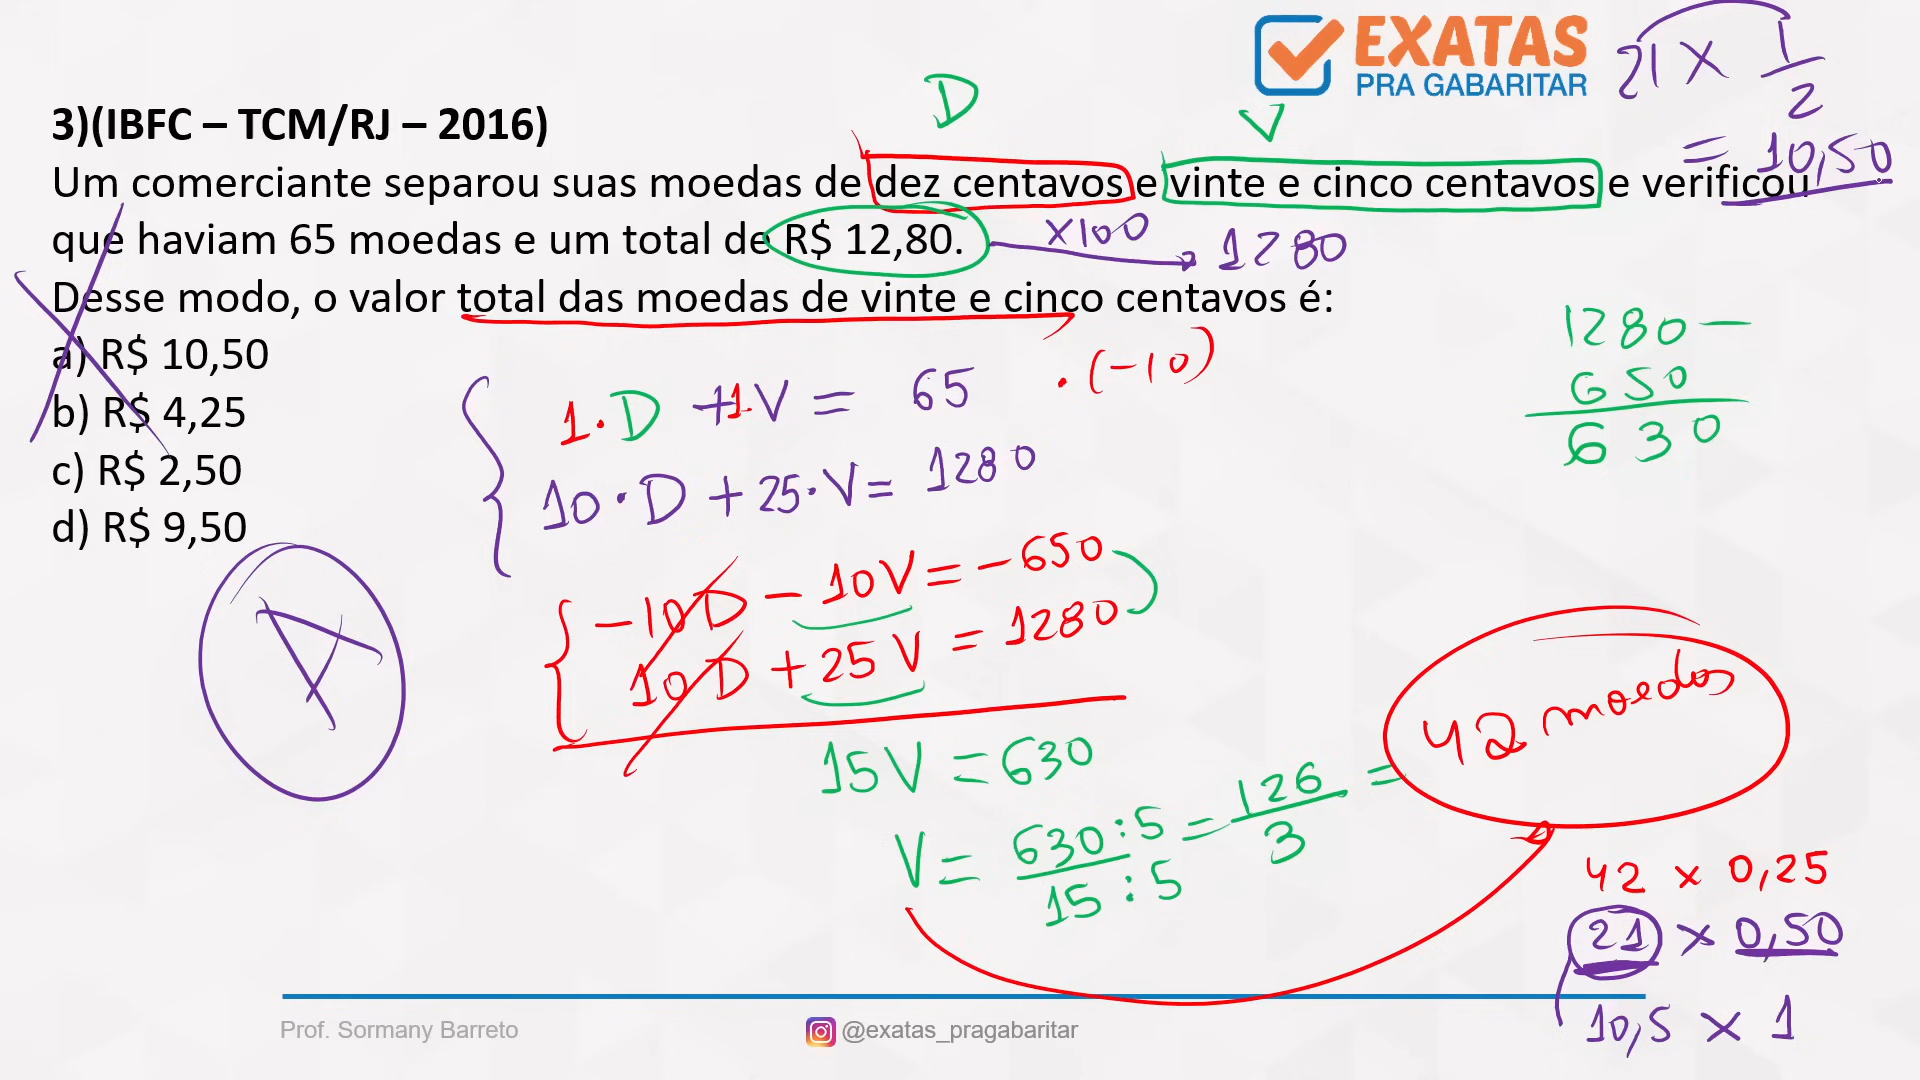 EXATAS
PRA GABARITAR
21 × 1/2
= 10,50
D
V
3)(IBFC – TCM/RJ – 2016)
Um comerciante separou suas moedas de dez centavos e vinte e cinco centavos e verificou
que haviam 65 moedas e um total de R$ 12,80.
×100
1280
Desse modo, o valor total das moedas de vinte e cinco centavos é:
a) R$ 10,50
b) R$ 4,25
c) R$ 2,50
d) R$ 9,50
A
1·D + 1·V = 65 ·(-10)
10·D + 25·V = 1280
1280 –
650
630
-10D - 10V = -650
10D + 25V = 1280
15V = 630
V = 630:5/15:5 = 126/3 = 42 moedas
42 × 0,25
21 × 0,50
10,5 × 1
Prof. Sormany Barreto
@exatas_pragabaritar